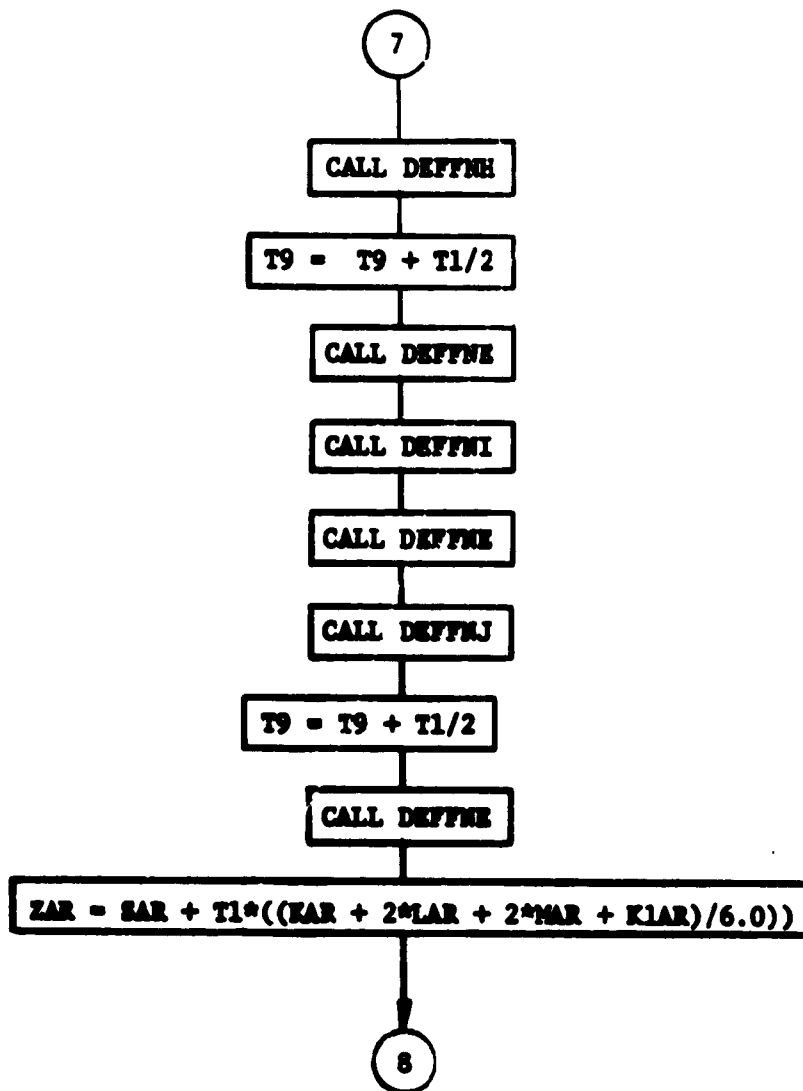 7
CALL DEFFNH
T9 = T9 + T1/2
CALL DEFFNE
CALL DEFFNI
CALL DEFFNE
CALL DEFFNJ
T9 = T9 + T1/2
CALL DEFFNE
ZAR = SAR + T1*((KAR + 2*LAR + 2*MAR + K1AR)/6.0))
8